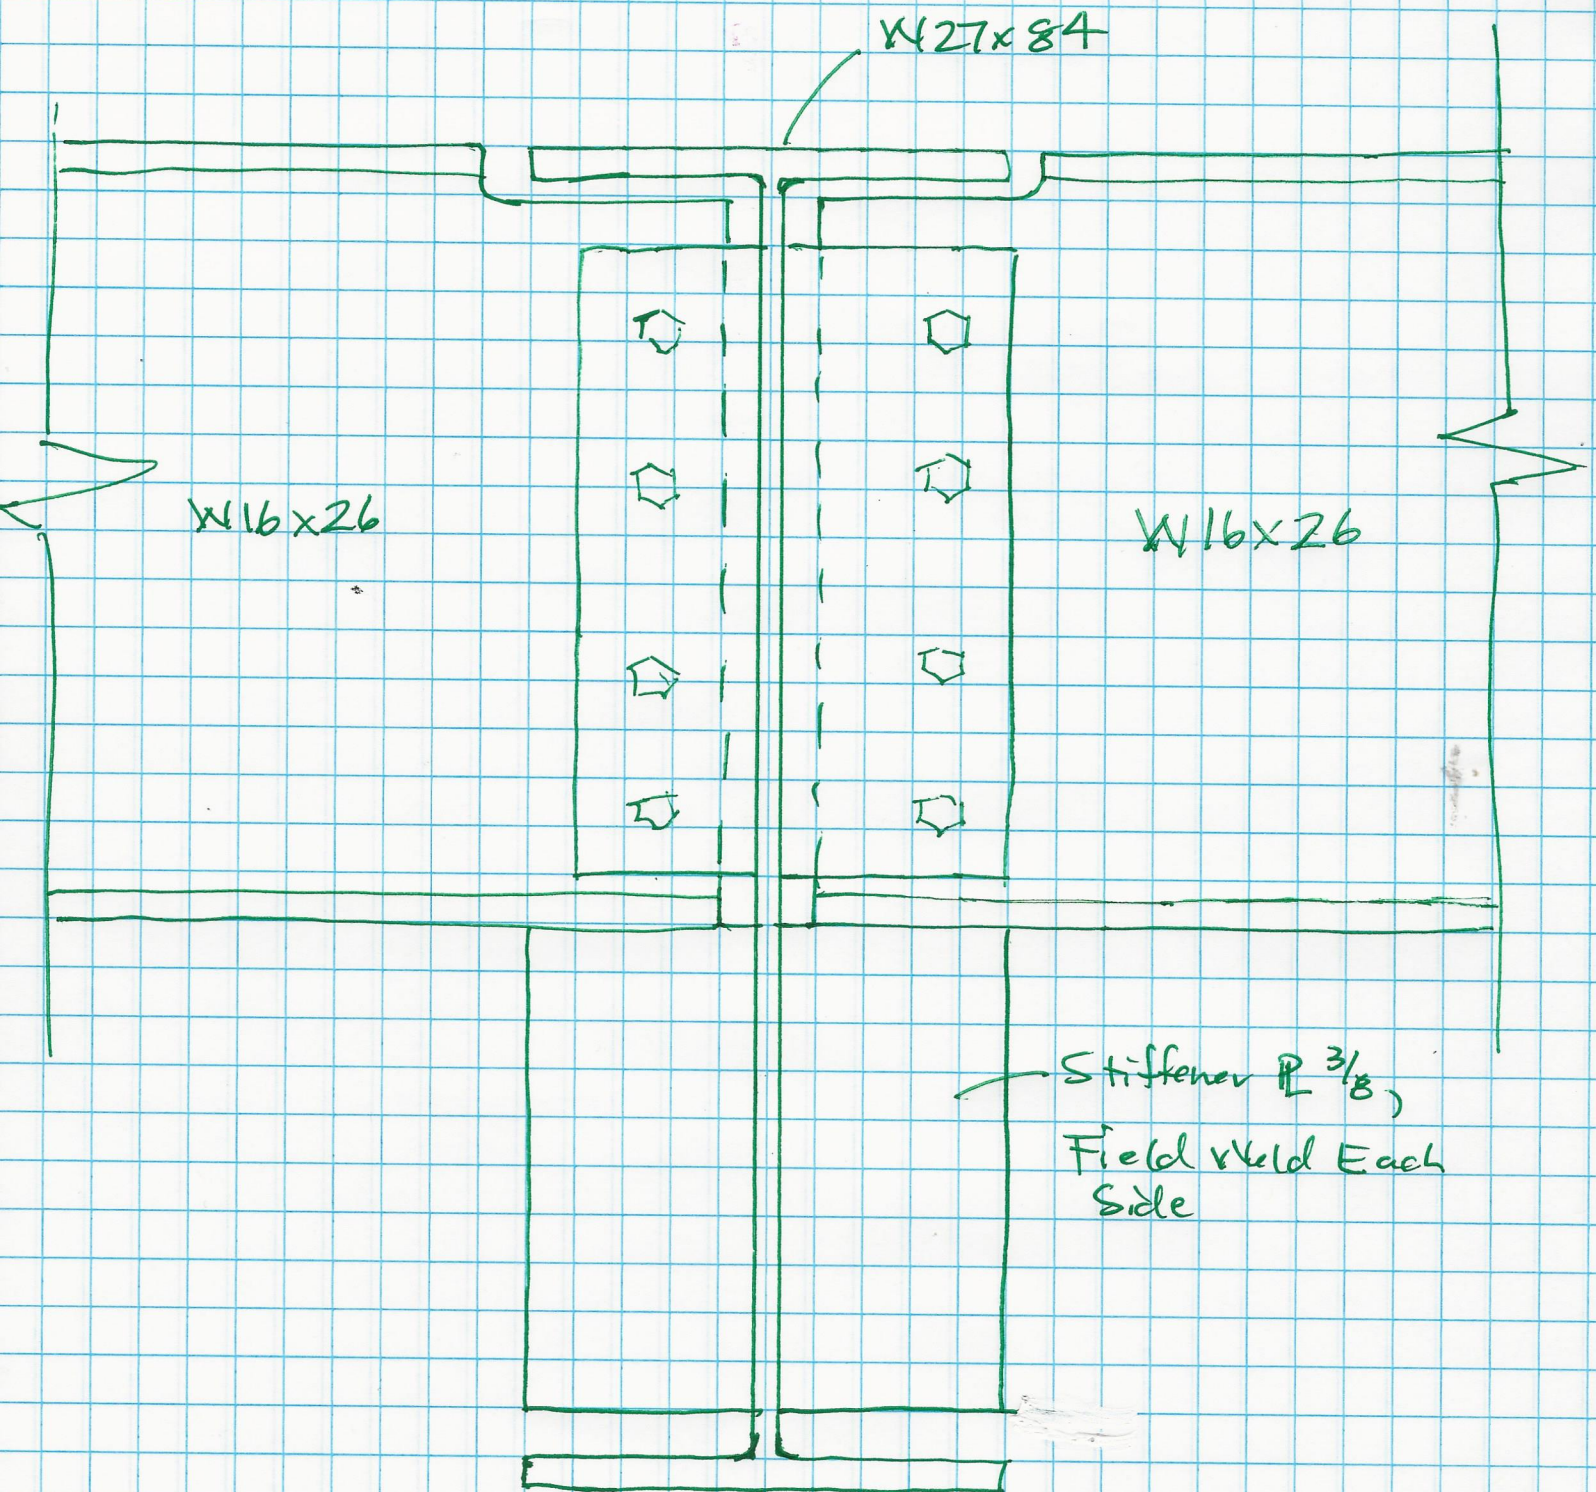 W27x84
W16x26
W16x26
Stiffener PL 3/8,
Field Weld Each
Side